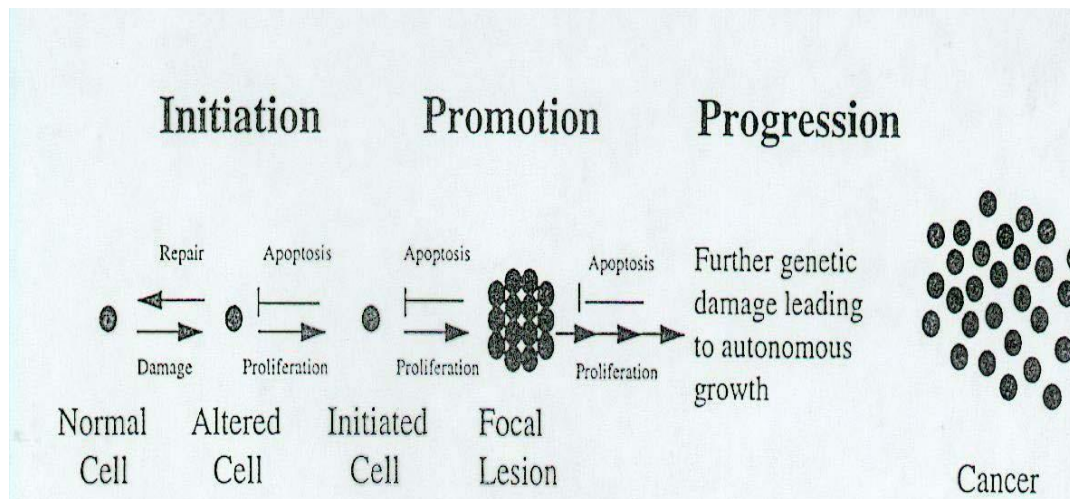 Initiation Promotion Progression
Repair Apoptosis Apoptosis Apoptosis
Damage Proliferation Proliferation Proliferation
Further genetic
damage leading
to autonomous
growth
Normal
Cell
Altered
Cell
Initiated
Cell
Focal
Lesion
Cancer